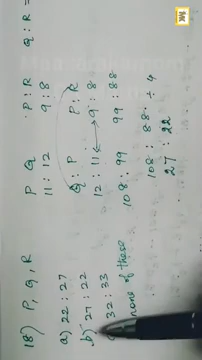 18) P, Q, R
P Q P : R Q : R =
11 : 12 9 : 8
a) 22 : 27
Q : P P : R
b) 27 : 22
12 : 11 9 : 8
32 : 33
108 : 99 99 : 88
none of these
108 : 88 ÷ 4
27 : 22